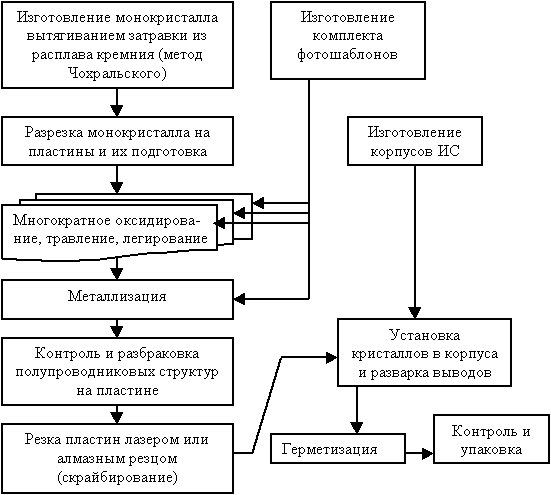 Изготовление монокристалла
вытягиванием затравки из
расплава кремния (метод
Чохральского)
Изготовление
комплекта
фотошаблонов
Разрезка монокристалла на
пластины и их подготовка
Изготовление
корпусов ИС
Многократное оксидирова-
ние, травление, легирование
Металлизация
Контроль и разбраковка
полупроводниковых структур
на пластине
Установка
кристаллов в корпуса
и разварка выводов
Резка пластин лазером или
алмазным резцом
(скрайбирование)
Герметизация
Контроль и
упаковка